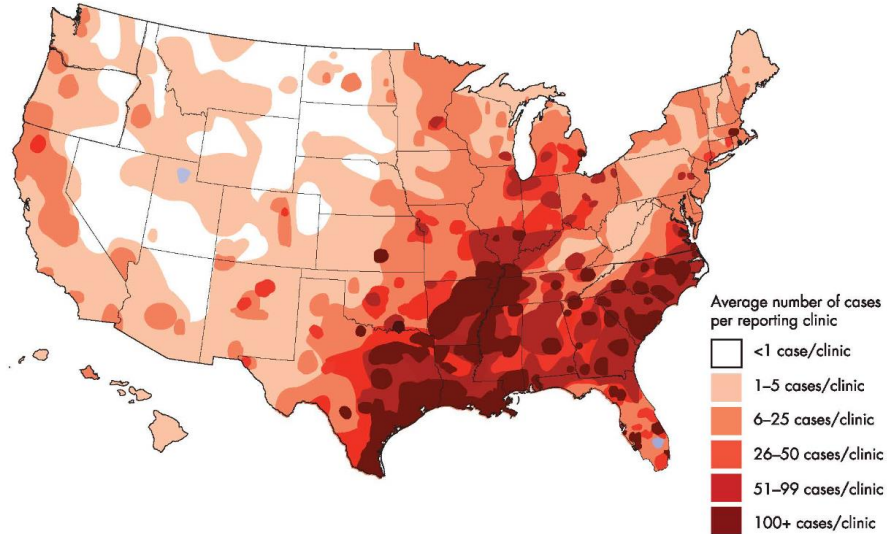 Average number of cases
per reporting clinic
<1 case/clinic
1–5 cases/clinic
6–25 cases/clinic
26–50 cases/clinic
51–99 cases/clinic
100+ cases/clinic